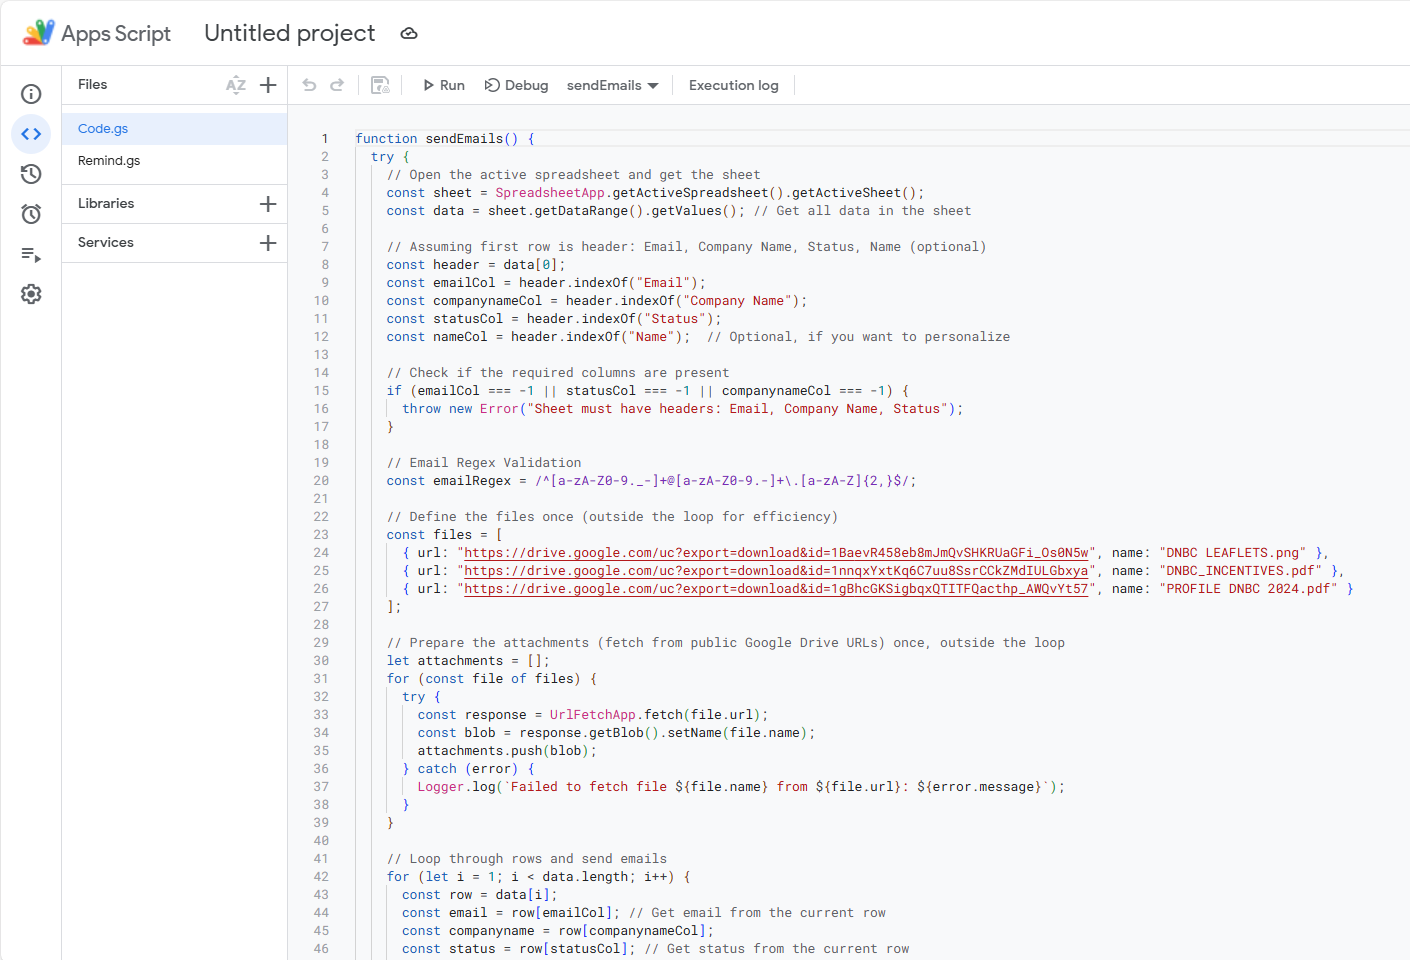 Apps Script
Untitled project
Files
AZ
Run
Debug
sendEmails
Execution log
Code.gs
Remind.gs
Libraries
Services
1 function sendEmails() {
2 try {
3 // Open the active spreadsheet and get the sheet
4 const sheet = SpreadsheetApp.getActiveSpreadsheet().getActiveSheet();
5 const data = sheet.getDataRange().getValues(); // Get all data in the sheet
6
7 // Assuming first row is header: Email, Company Name, Status, Name (optional)
8 const header = data[0];
9 const emailCol = header.indexOf("Email");
10 const companynameCol = header.indexOf("Company Name");
11 const statusCol = header.indexOf("Status");
12 const nameCol = header.indexOf("Name");  // Optional, if you want to personalize
13
14 // Check if the required columns are present
15 if (emailCol === -1 || statusCol === -1 || companynameCol === -1) {
16 throw new Error("Sheet must have headers: Email, Company Name, Status");
17 }
18
19 // Email Regex Validation
20 const emailRegex = /^[a-zA-Z0-9._-]+@[a-zA-Z0-9.-]+\.[a-zA-Z]{2,}$/;
21
22 // Define the files once (outside the loop for efficiency)
23 const files = [
24 { url: "https://drive.google.com/uc?export=download&id=1BaevR458eb8mJmQvSHKRUaGFi_Os0N5w", name: "DNBC LEAFLETS.png" },
25 { url: "https://drive.google.com/uc?export=download&id=1nnqxYxtKq6C7uu8SsrCCkZMdIULGbxya", name: "DNBC_INCENTIVES.pdf" },
26 { url: "https://drive.google.com/uc?export=download&id=1gBhcGKSigbqxQTITFQacthp_AWQvYt57", name: "PROFILE DNBC 2024.pdf" }
27 ];
28
29 // Prepare the attachments (fetch from public Google Drive URLs) once, outside the loop
30 let attachments = [];
31 for (const file of files) {
32 try {
33 const response = UrlFetchApp.fetch(file.url);
34 const blob = response.getBlob().setName(file.name);
35 attachments.push(blob);
36 } catch (error) {
37 Logger.log(`Failed to fetch file ${file.name} from ${file.url}: ${error.message}`);
38 }
39 }
40
41 // Loop through rows and send emails
42 for (let i = 1; i < data.length; i++) {
43 const row = data[i];
44 const email = row[emailCol]; // Get email from the current row
45 const companyname = row[companynameCol];
46 const status = row[statusCol]; // Get status from the current row